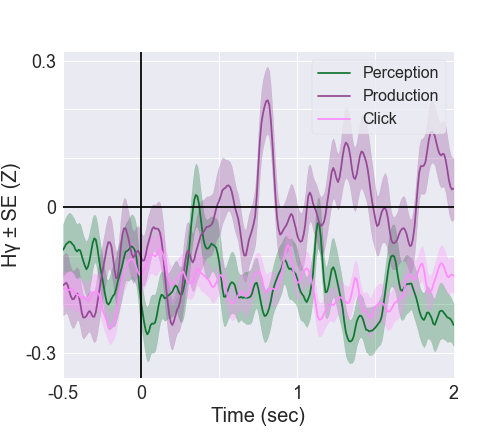 0.3
Perception
Production
Click
Hγ ± SE (Z)
0
-0.3
-0.5
0
1
2
Time (sec)